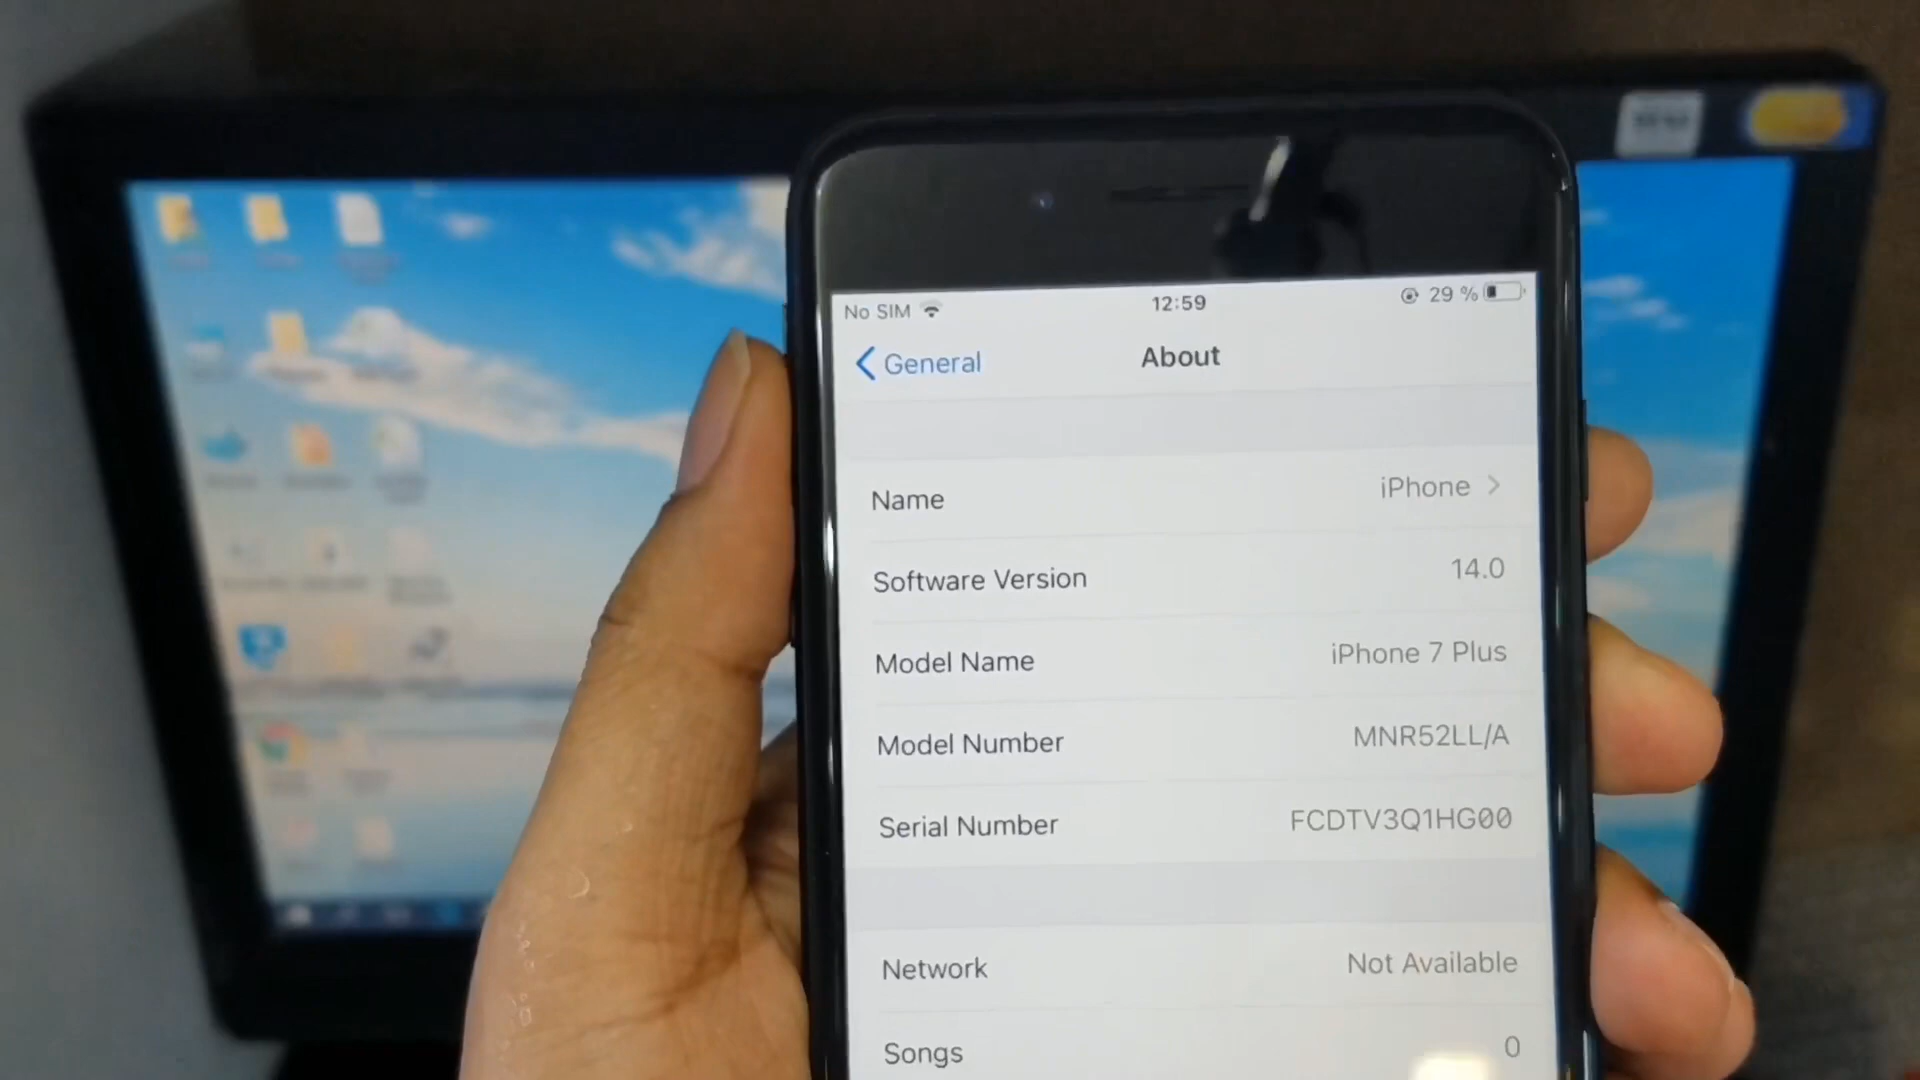 No SIM 12:59 29 %
General About
Name iPhone
Software Version 14.0
Model Name iPhone 7 Plus
Model Number MNR52LL/A
Serial Number FCDTV3Q1HG00
Network Not Available
Songs 0